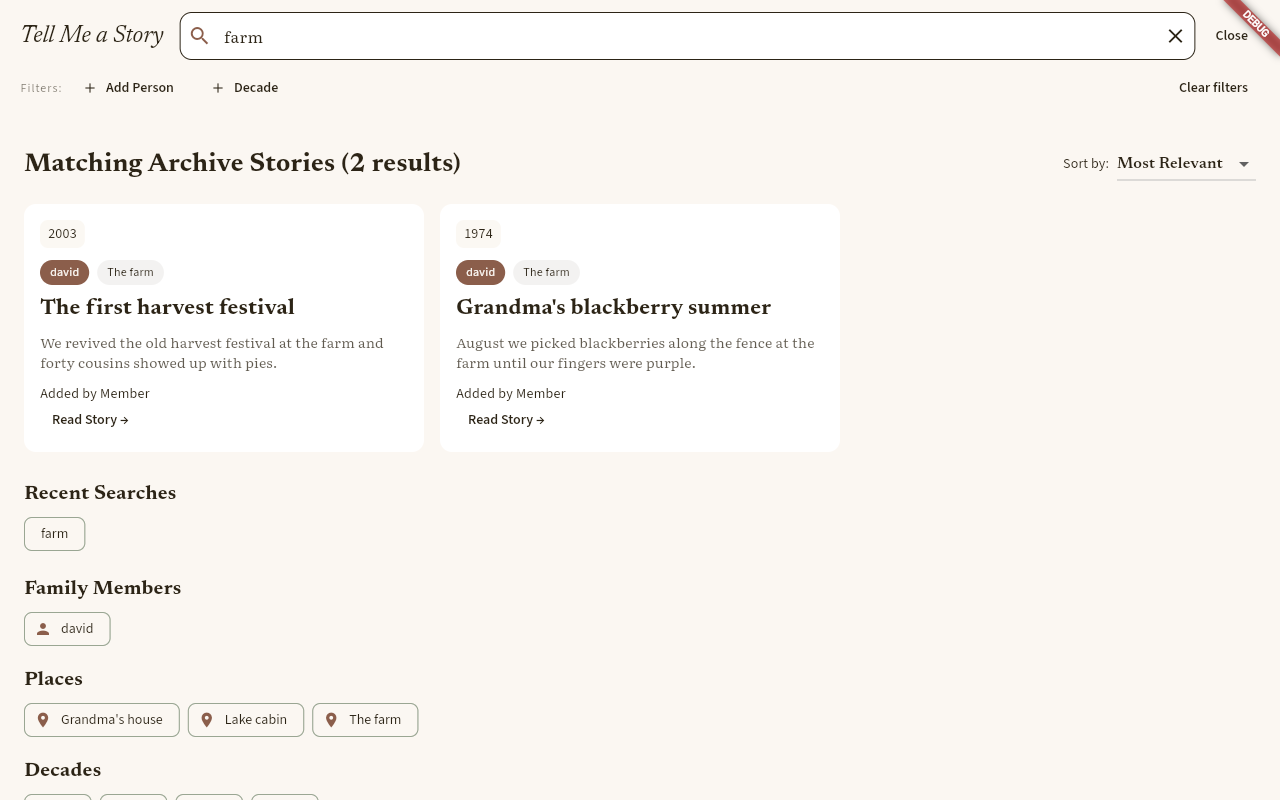 Tell Me a Story
farm
Close
DEBUG
Filters:
Add Person
Decade
Clear filters
Matching Archive Stories (2 results)
Sort by:
Most Relevant
2003
david
The farm
The first harvest festival
We revived the old harvest festival at the farm and
forty cousins showed up with pies.
Added by Member
Read Story →
1974
david
The farm
Grandma's blackberry summer
August we picked blackberries along the fence at the
farm until our fingers were purple.
Added by Member
Read Story →
Recent Searches
farm
Family Members
david
Places
Grandma's house
Lake cabin
The farm
Decades